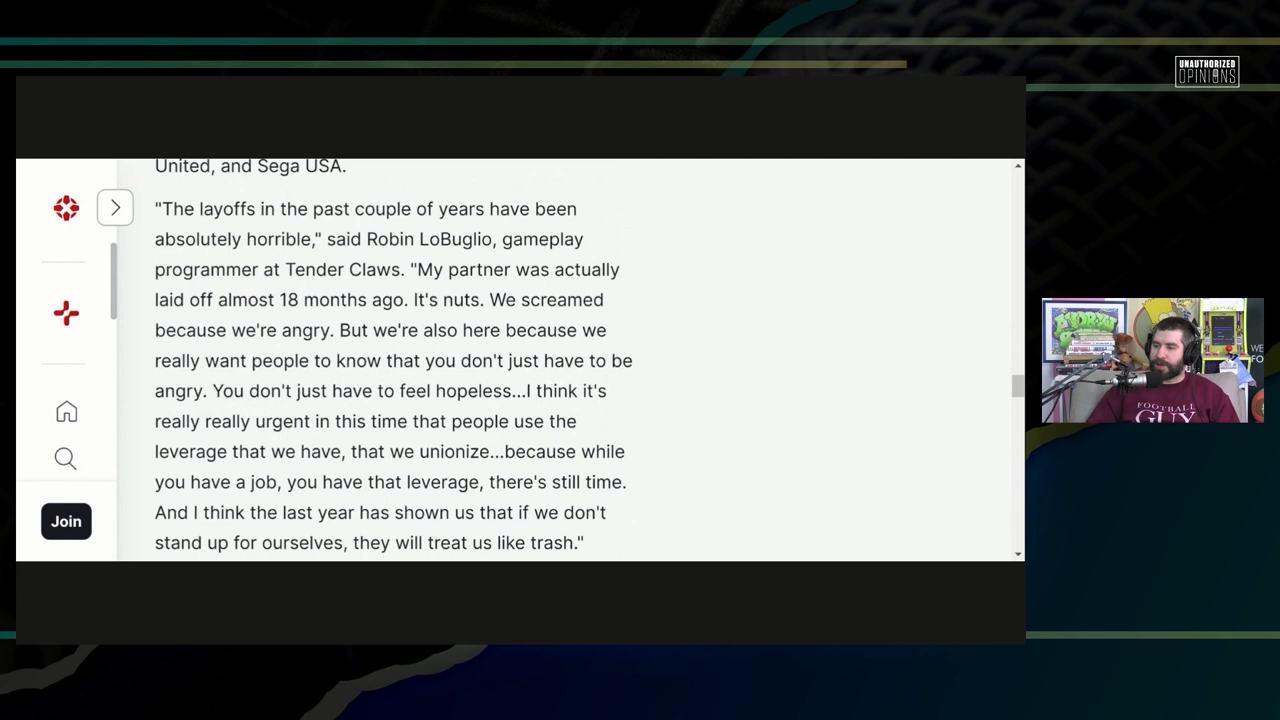 UNAUTHORIZED
OPINIONS
United, and Sega USA.
"The layoffs in the past couple of years have been
absolutely horrible," said Robin LoBuglio, gameplay
programmer at Tender Claws. "My partner was actually
laid off almost 18 months ago. It's nuts. We screamed
because we're angry. But we're also here because we
really want people to know that you don't just have to be
angry. You don't just have to feel hopeless...I think it's
really really urgent in this time that people use the
leverage that we have, that we unionize...because while
you have a job, you have that leverage, there's still time.
And I think the last year has shown us that if we don't
stand up for ourselves, they will treat us like trash."
Join
FOOTBALL
GUY
WE